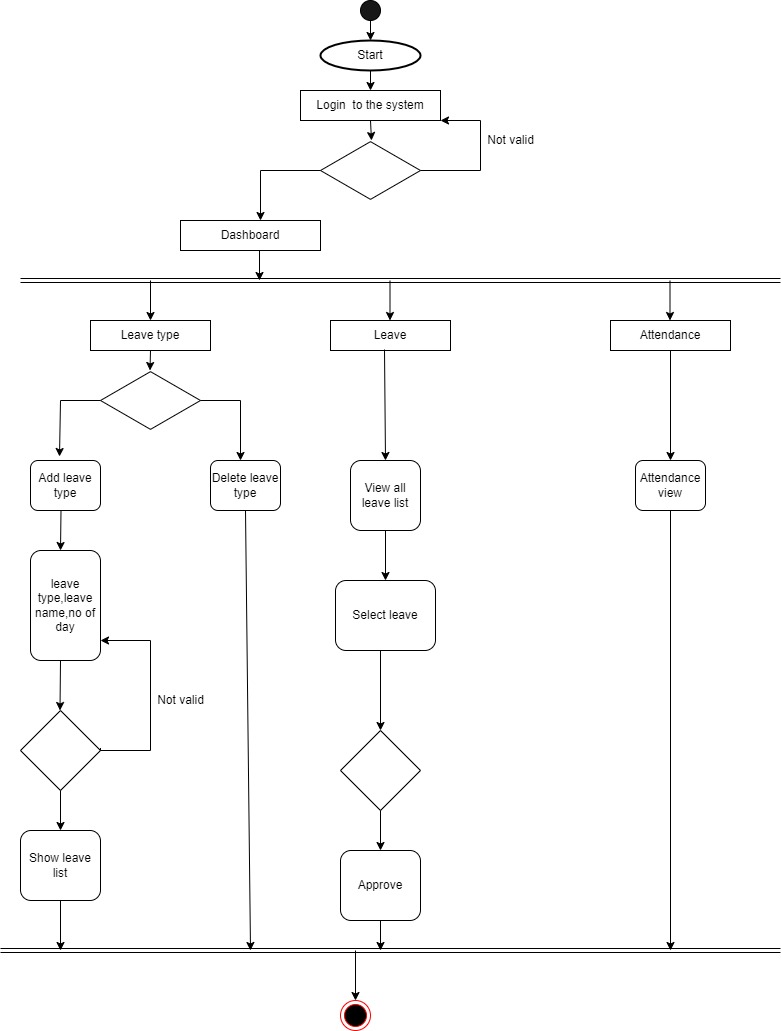 Start
Login  to the system
Not valid
Dashboard
Leave type
Leave
Attendance
Add leave
type
Delete leave
type
View all
leave list
Attendance
view
leave
type,leave
name,no of
day
Select leave
Not valid
Show leave
list
Approve